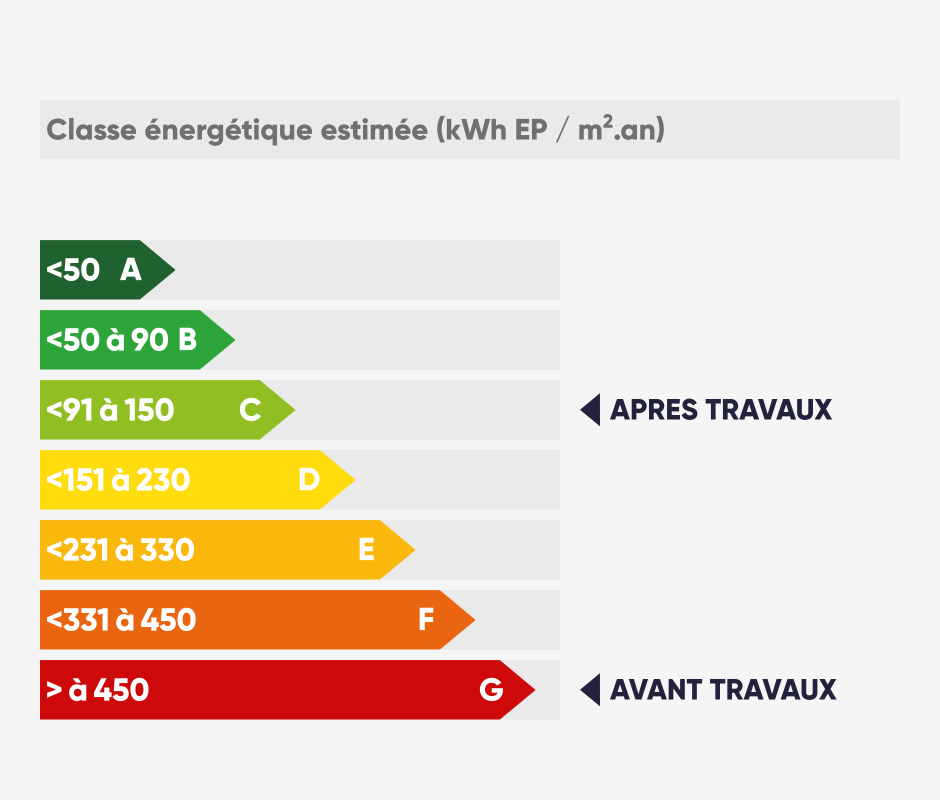 Classe énergétique estimée (kWh EP / m².an)
<50 A
<50 à 90 B
<91 à 150 C
APRES TRAVAUX
<151 à 230 D
<231 à 330 E
<331 à 450 F
> à 450 G
AVANT TRAVAUX